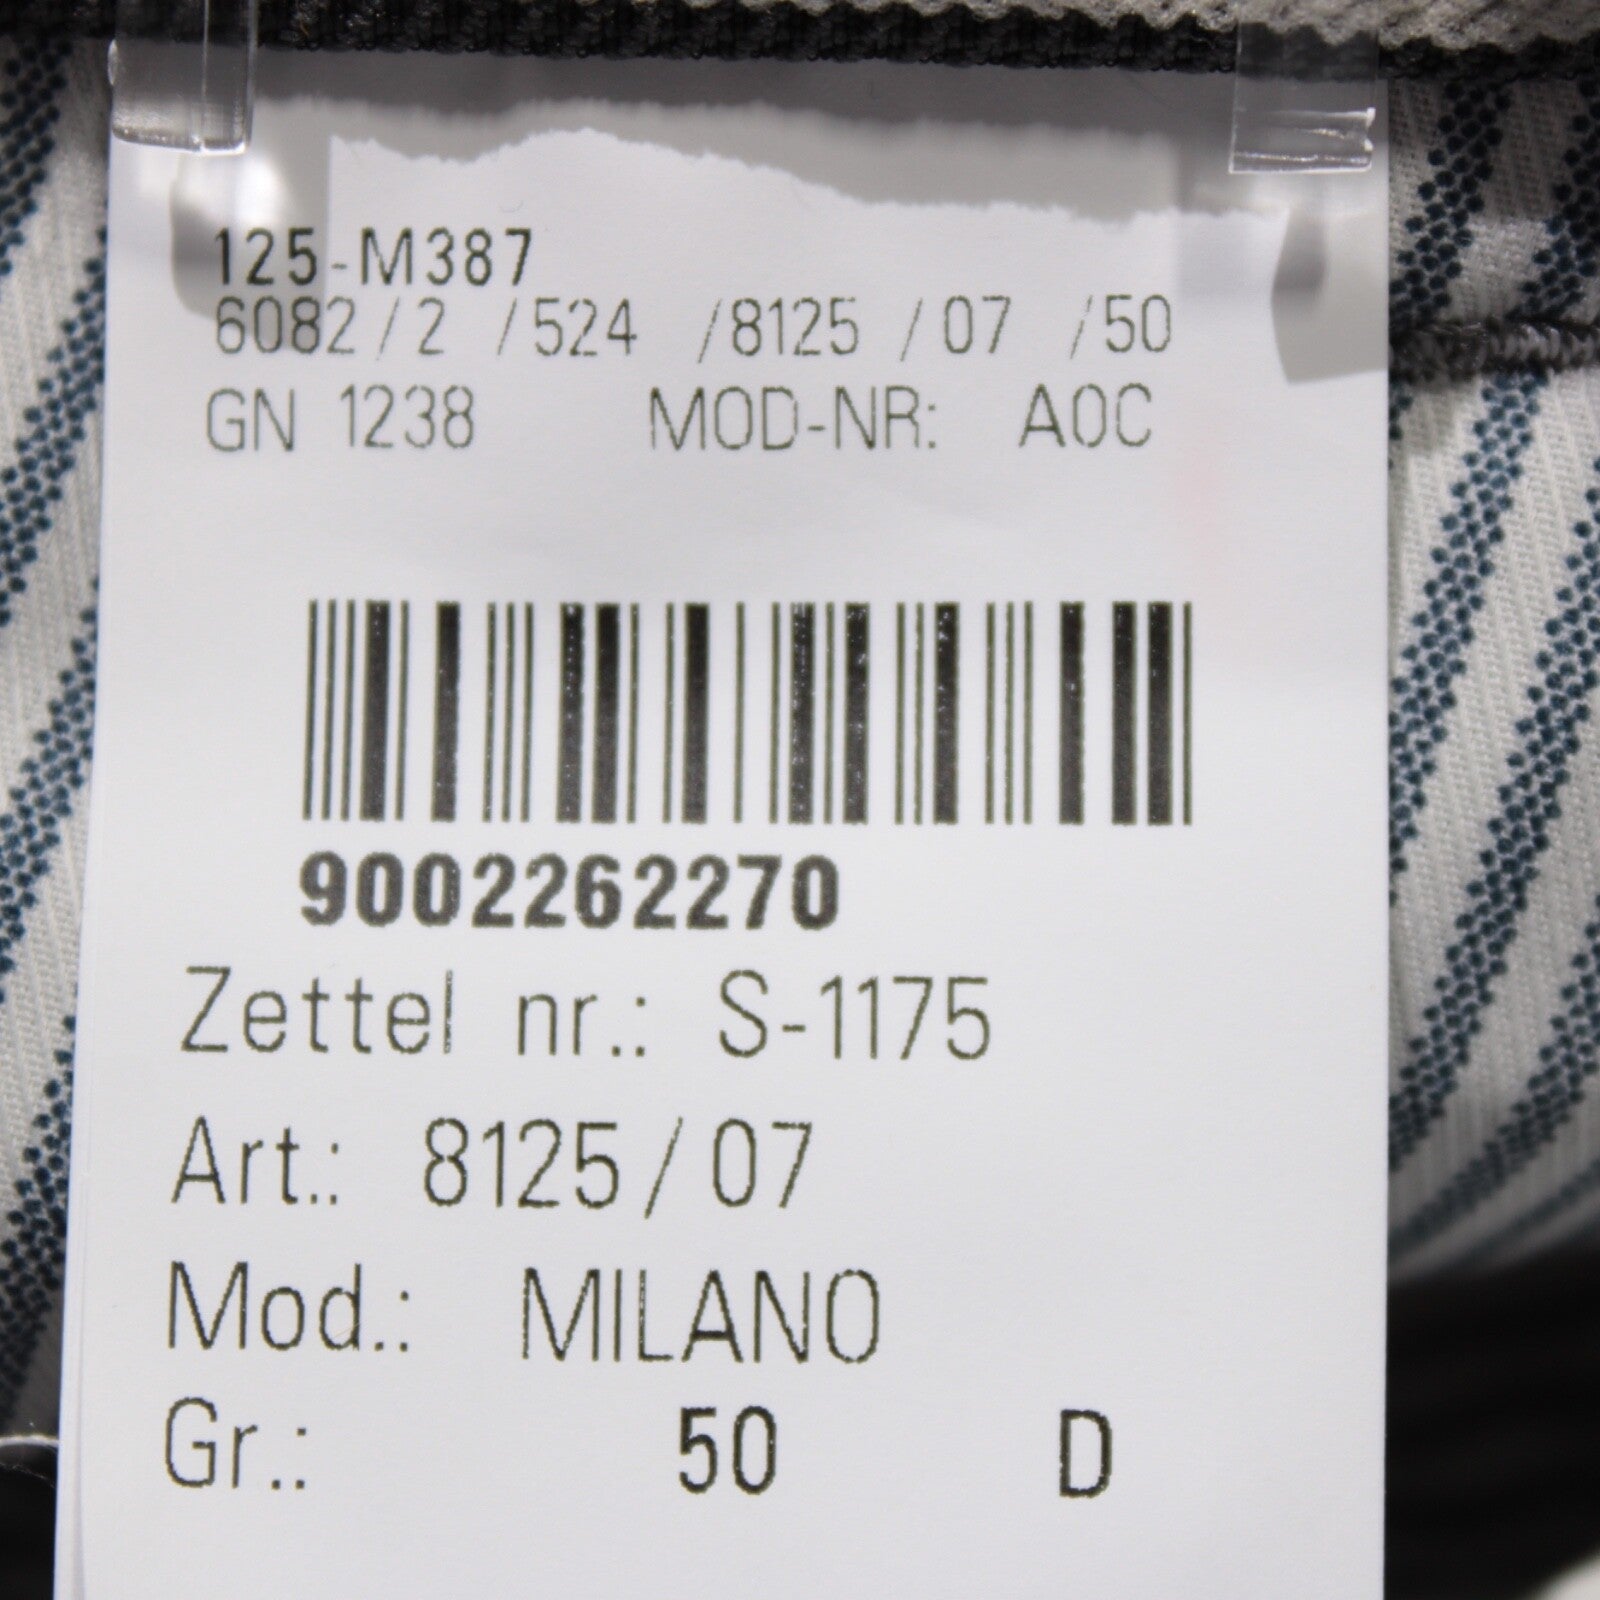 125-M387
6082/2 /524 /8125 /07 /50
GN 1238 MOD-NR: A0C
9002262270
Zettel nr.: S-1175
Art.: 8125/07
Mod.: MILANO
Gr.: 50 D